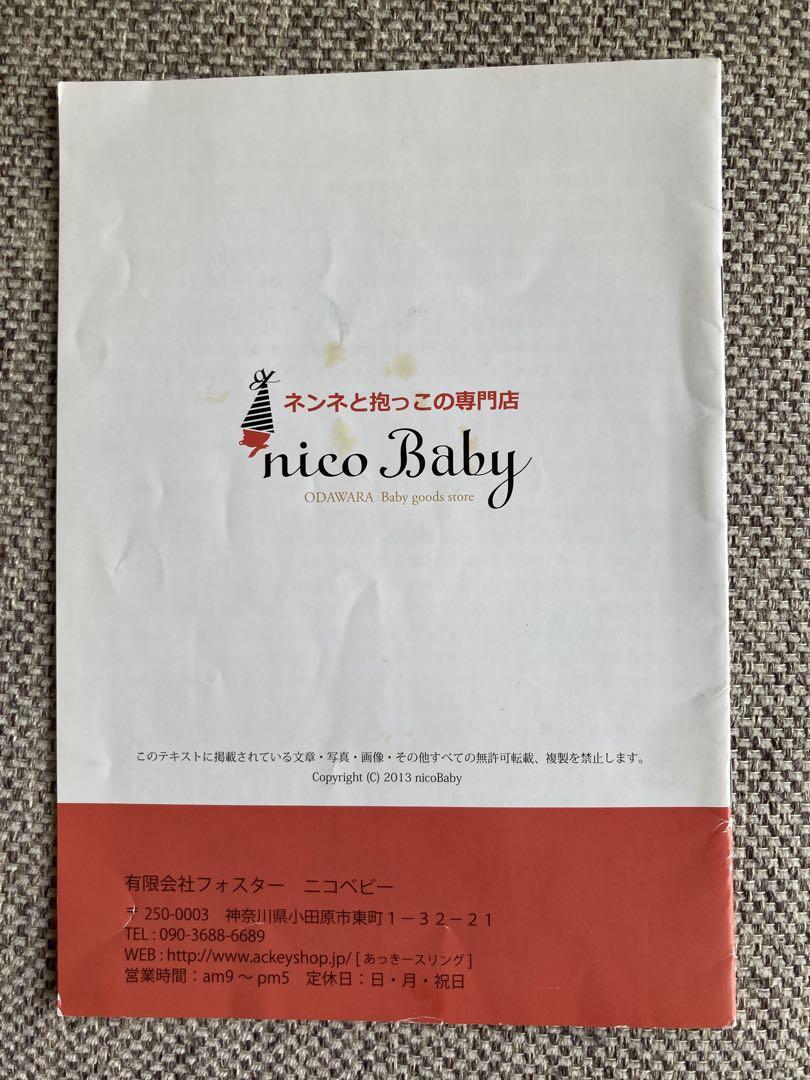 ネンネと抱っこの専門店
nico Baby
ODAWARA Baby goods store
このテキストに掲載されている文章・写真・画像・その他すべての無許可転載、複製を禁止します。
Copyright (C) 2013 nicoBaby
有限会社フォスター　ニコベビー
〒 250-0003　神奈川県小田原市東町１－３２－２１
TEL : 090-3688-6689
WEB : http://www.ackeyshop.jp/ [ あっきースリング ]
営業時間：am9 〜 pm5　定休日：日・月・祝日